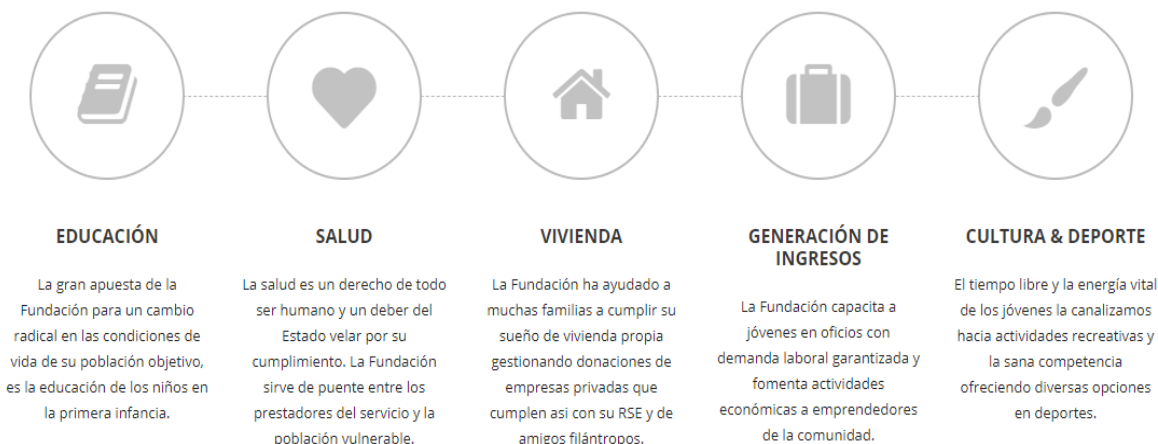 EDUCACIÓN
La gran apuesta de la
Fundación para un cambio
radical en las condiciones de
vida de su población objetivo,
es la educación de los niños en
la primera infancia.
SALUD
La salud es un derecho de todo
ser humano y un deber del
Estado velar por su
cumplimiento. La Fundación
sirve de puente entre los
prestadores del servicio y la
población vulnerable.
VIVIENDA
La Fundación ha ayudado a
muchas familias a cumplir su
sueño de vivienda propia
gestionando donaciones de
empresas privadas que
cumplen asi con su RSE y de
amigos filántropos.
GENERACIÓN DE
INGRESOS
La Fundación capacita a
jóvenes en oficios con
demanda laboral garantizada y
fomenta actividades
económicas a emprendedores
de la comunidad.
CULTURA & DEPORTE
El tiempo libre y la energía vital
de los jóvenes la canalizamos
hacia actividades recreativas y
la sana competencia
ofreciendo diversas opciones
en deportes.